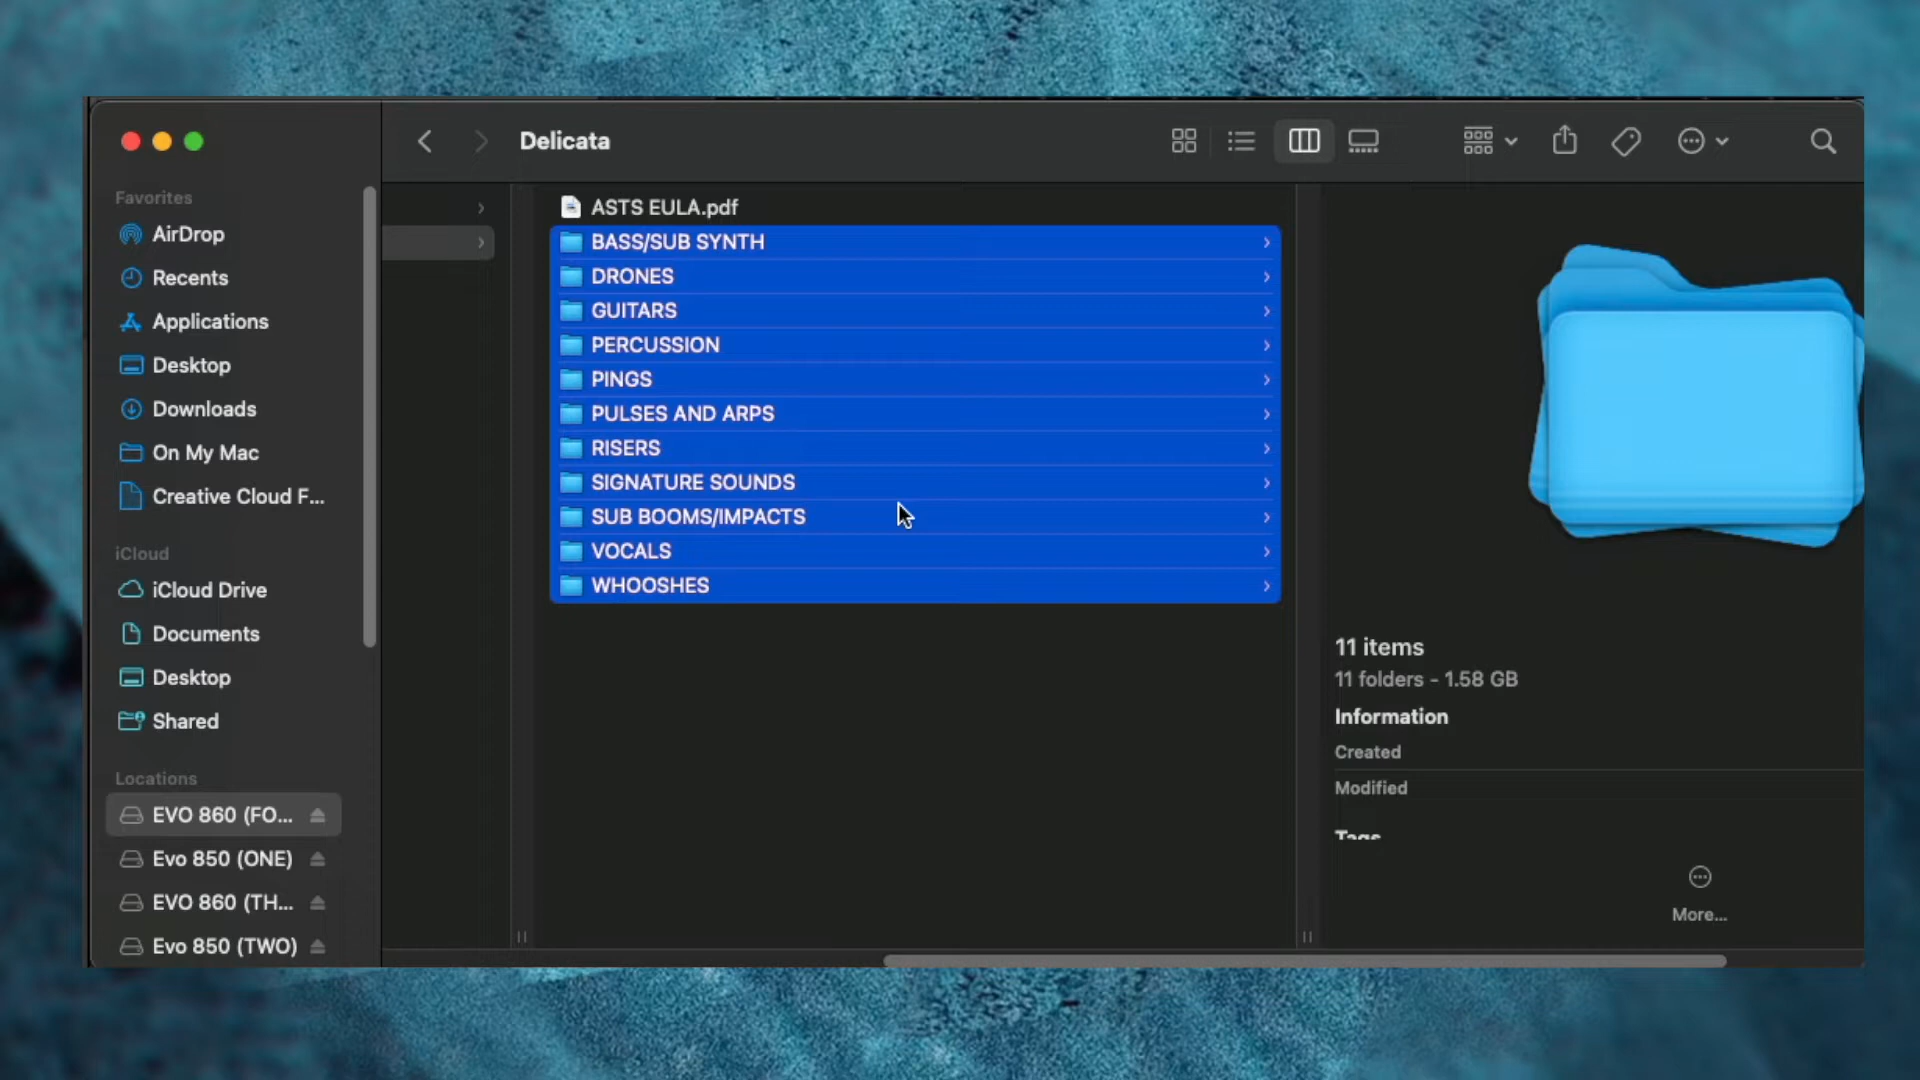 Delicata
Favorites
AirDrop
Recents
Applications
Desktop
Downloads
On My Mac
Creative Cloud F...
iCloud
iCloud Drive
Documents
Desktop
Shared
Locations
EVO 860 (FO...
Evo 850 (ONE)
EVO 860 (TH...
Evo 850 (TWO)
ASTS EULA.pdf
BASS/SUB SYNTH
DRONES
GUITARS
PERCUSSION
PINGS
PULSES AND ARPS
RISERS
SIGNATURE SOUNDS
SUB BOOMS/IMPACTS
VOCALS
WHOOSHES
11 items
11 folders - 1.58 GB
Information
Created
Modified
Tags
More...